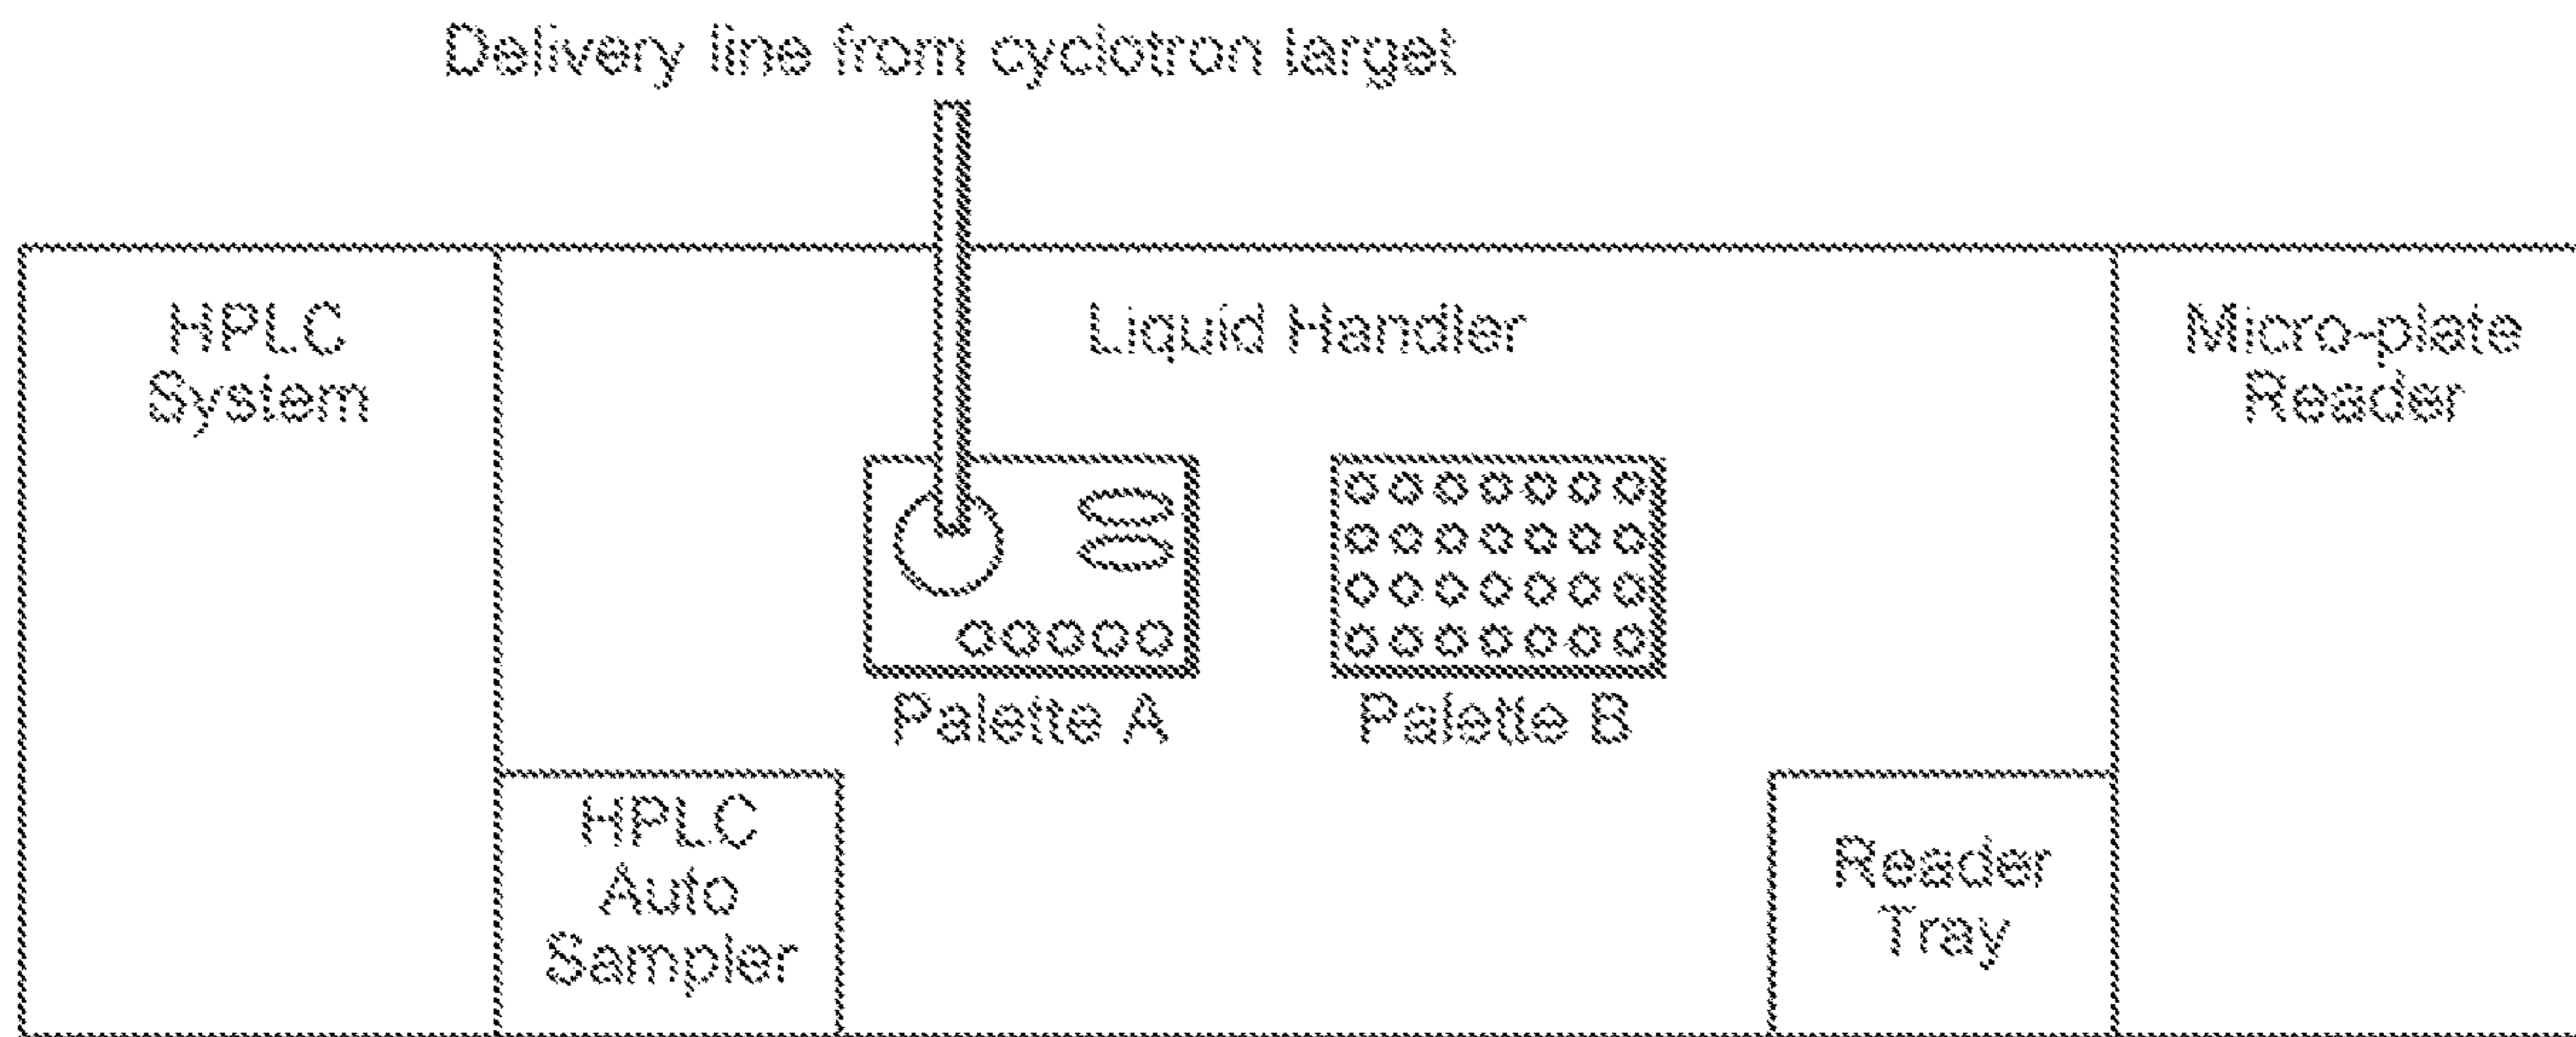 Delivery line from cyclotron target
HPLC
System
Liquid Handler
Micro-plate
Reader
Palette A
Palette B
HPLC
Auto
Sampler
Reader
Tray